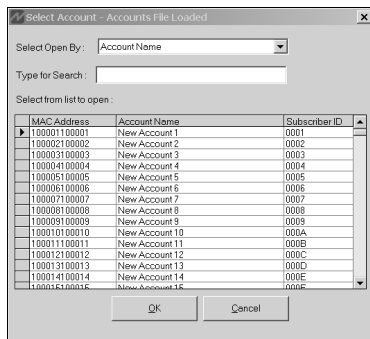 Select Account - Accounts File Loaded
Select Open By :
Account Name
Type for Search :
Select from list to open :
MAC Address Account Name Subscriber ID
100001100001 New Account 1 0001
100002100002 New Account 2 0002
100003100003 New Account 3 0003
100004100004 New Account 4 0004
100005100005 New Account 5 0005
100006100006 New Account 6 0006
100007100007 New Account 7 0007
100008100008 New Account 8 0008
100009100009 New Account 9 0009
100010100010 New Account 10 000A
100011100011 New Account 11 000B
100012100012 New Account 12 000C
100013100013 New Account 13 000D
100014100014 New Account 14 000E
100015100015 New Account 15 000F
OK Cancel